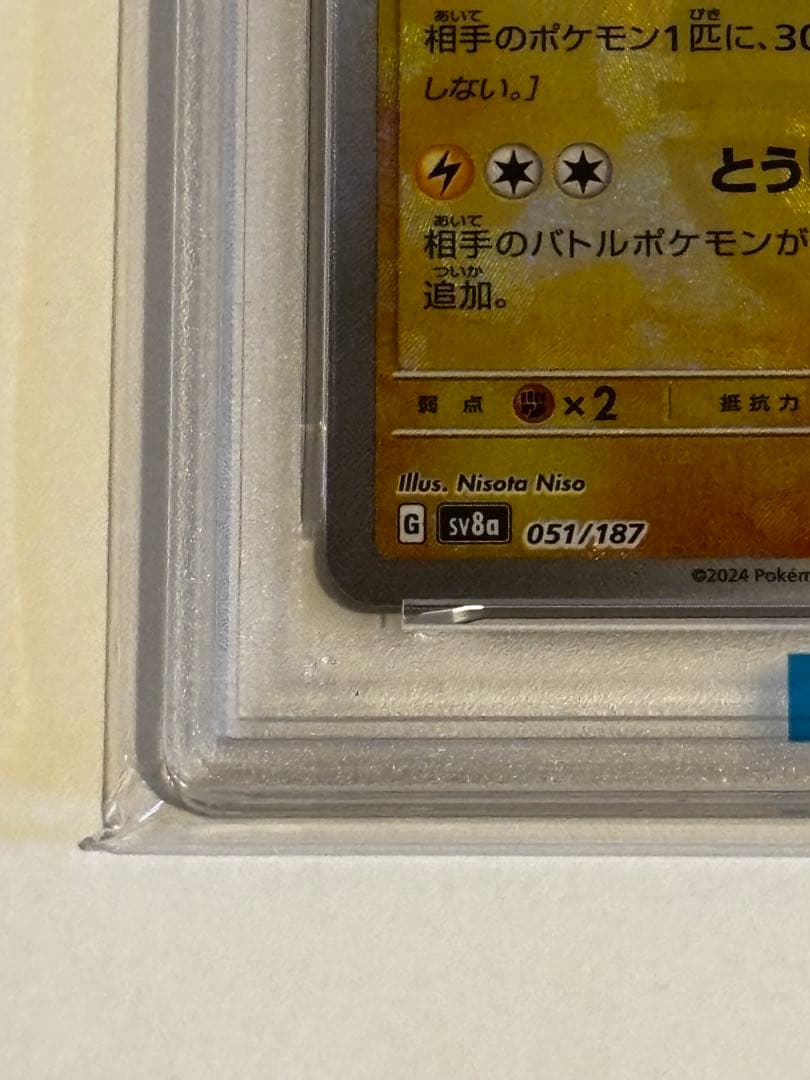 相手のポケモン1匹に、30
しない。]
とう
相手のバトルポケモンが
追加。
弱点 ×2 抵抗力
Illus. Nisota Niso
G sv8a 051/187
©2024 Pokém